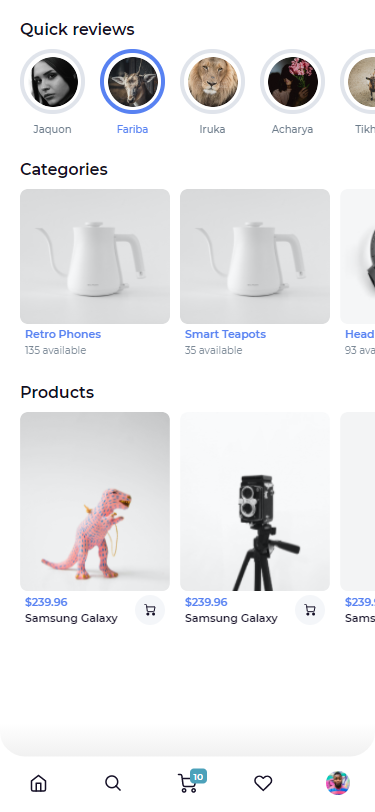 Quick reviews
Jaquon
Fariba
Iruka
Acharya
Tikh
Categories
Retro Phones
135 available
Smart Teapots
35 available
Head
93 ava
Products
$239.96
Samsung Galaxy
$239.96
Samsung Galaxy
$239.
Sams
10